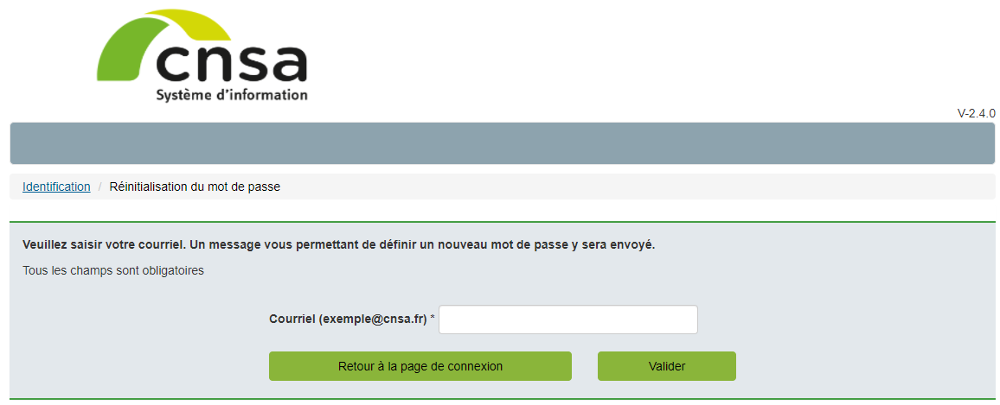 cnsa
Système d'information
V-2.4.0
Identification / Réinitialisation du mot de passe
Veuillez saisir votre courriel. Un message vous permettant de définir un nouveau mot de passe y sera envoyé.
Tous les champs sont obligatoires
Courriel (exemple@cnsa.fr) *
Retour à la page de connexion Valider